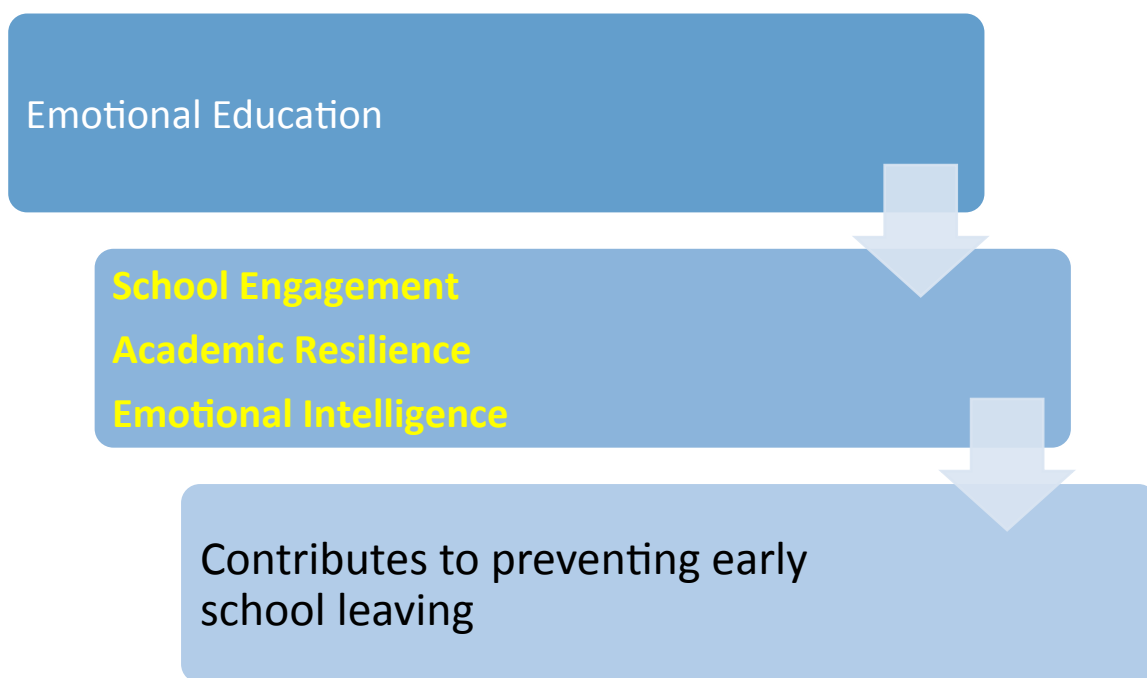 Emotional Education
School Engagement
Academic Resilience
Emotional Intelligence
Contributes to preventing early
school leaving